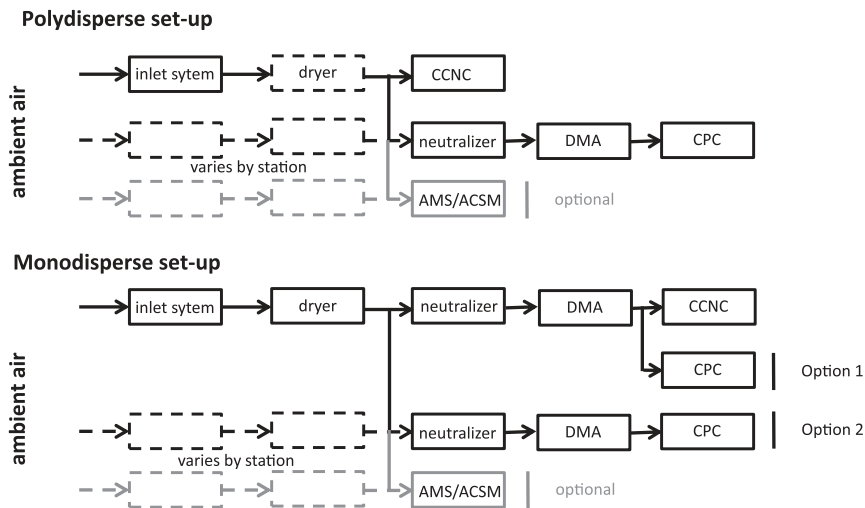 Polydisperse set-up
ambient air
inlet sytem
dryer
CCNC
neutralizer
DMA
CPC
varies by station
AMS/ACSM
optional
Monodisperse set-up
ambient air
inlet sytem
dryer
neutralizer
DMA
CCNC
CPC
Option 1
neutralizer
DMA
CPC
Option 2
varies by station
AMS/ACSM
optional